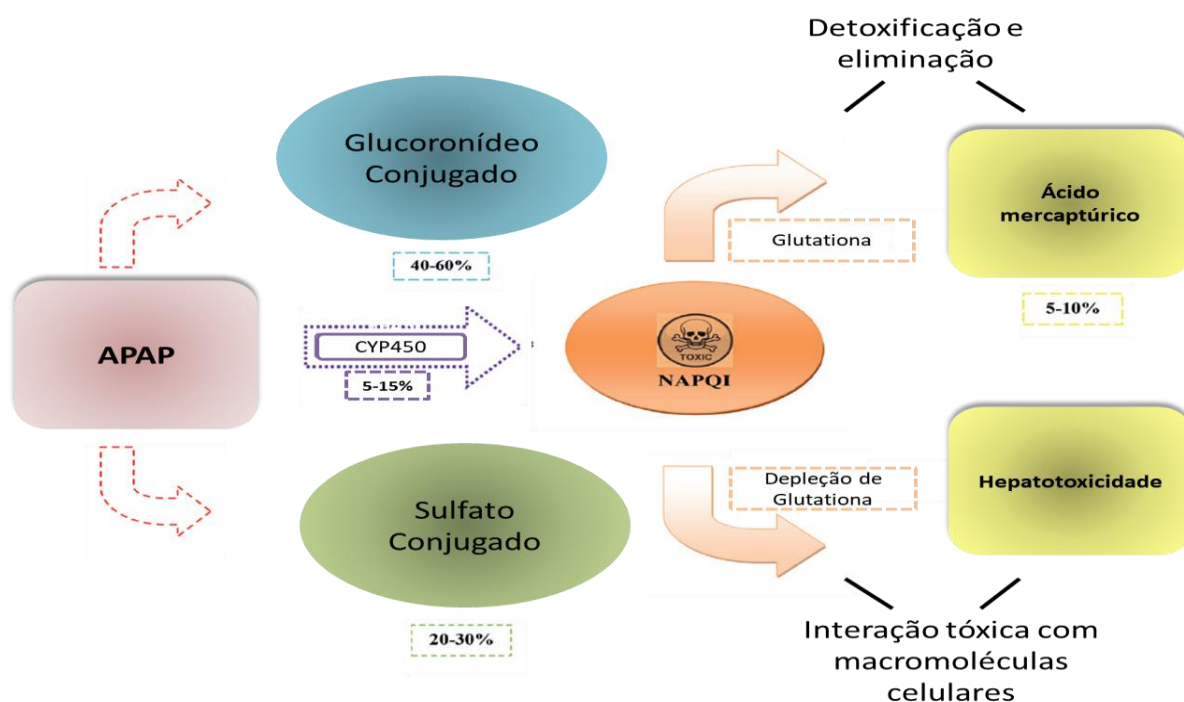 Detoxificação e
eliminação
Glucoronídeo
Conjugado
40-60%
Glutationa
Ácido
mercaptúrico
5-10%
APAP
CYP450
5-15%
TOXIC
NAPQI
Sulfato
Conjugado
20-30%
Depleção de
Glutationa
Hepatotoxicidade
Interação tóxica com
macromoléculas
celulares